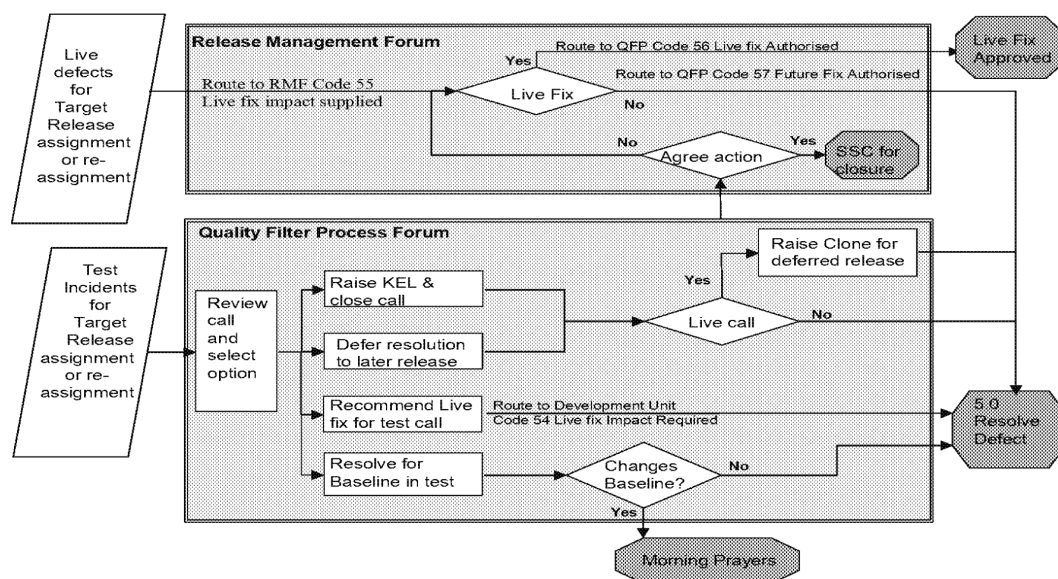 Live
defects for
Target
Release
assignment
or re-
assignment
Release Management Forum
Route to RMF Code 55
Live fix impact supplied
Live Fix
Yes
Route to QFP Code 56 Live fix Authorised
Live Fix
Approved
Route to QFP Code 57 Future Fix Authorised
No
No
Agree action
Yes
SSC for
closure
Test
Incidents
for
Target
Release
assignment
or re-
assignment
Quality Filter Process Forum
Review
call
and
select
option
Raise KEL &
close call
Defer resolution
to later release
Recommend Live
fix for test call
Resolve for
Baseline in test
Raise Clone for
deferred release
Yes
Live call
No
Route to Development Unit
Code 54 Live fix Impact Required
Changes
Baseline?
No
Yes
5.0
Resolve
Defect
Morning Prayers